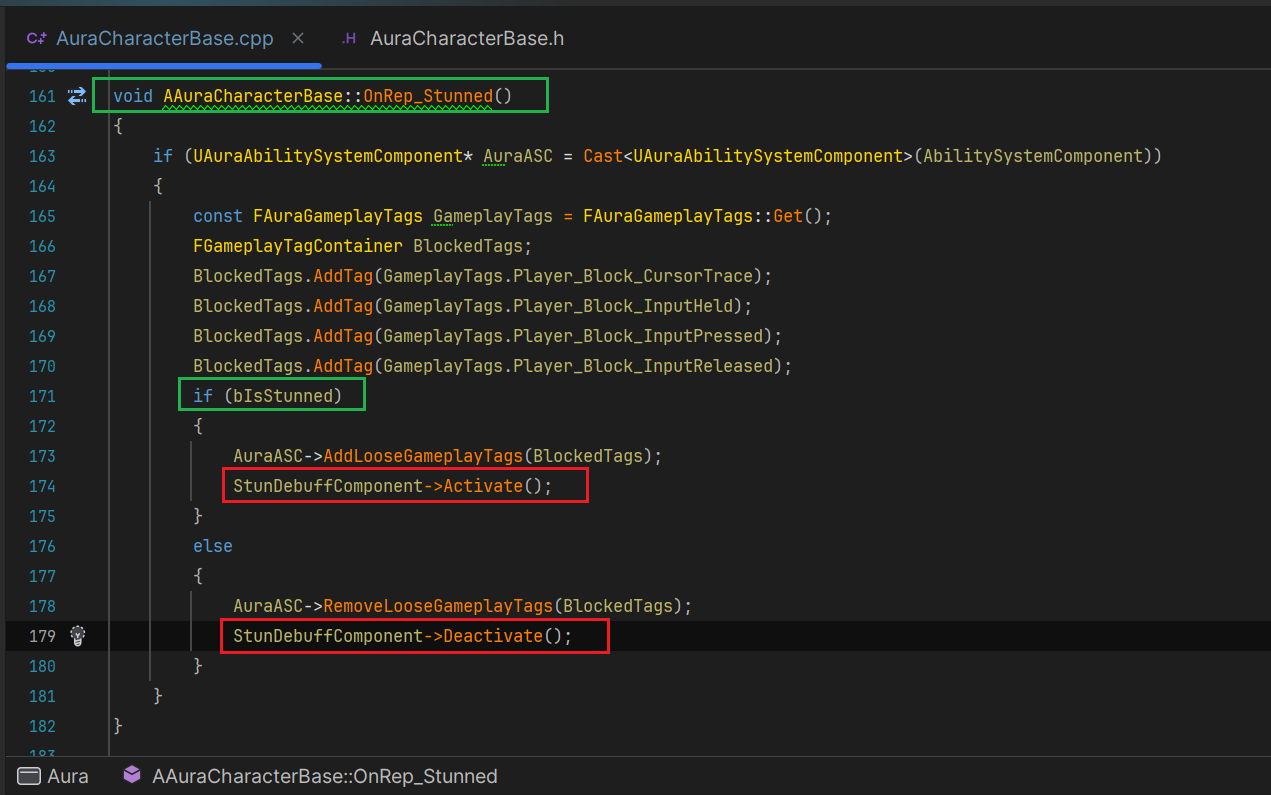 C++ AuraCharacterBase.cpp × .H AuraCharacterBase.h
161 void AAuraCharacterBase::OnRep_Stunned()
162 {
163 if (UAuraAbilitySystemComponent* AuraASC = Cast<UAuraAbilitySystemComponent>(AbilitySystemComponent))
164 {
165 const FAuraGameplayTags GameplayTags = FAuraGameplayTags::Get();
166 FGameplayTagContainer BlockedTags;
167 BlockedTags.AddTag(GameplayTags.Player_Block_CursorTrace);
168 BlockedTags.AddTag(GameplayTags.Player_Block_InputHeld);
169 BlockedTags.AddTag(GameplayTags.Player_Block_InputPressed);
170 BlockedTags.AddTag(GameplayTags.Player_Block_InputReleased);
171 if (bIsStunned)
172 {
173 AuraASC->AddLooseGameplayTags(BlockedTags);
174 StunDebuffComponent->Activate();
175 }
176 else
177 {
178 AuraASC->RemoveLooseGameplayTags(BlockedTags);
179 StunDebuffComponent->Deactivate();
180 }
181 }
182 }
Aura AAuraCharacterBase::OnRep_Stunned